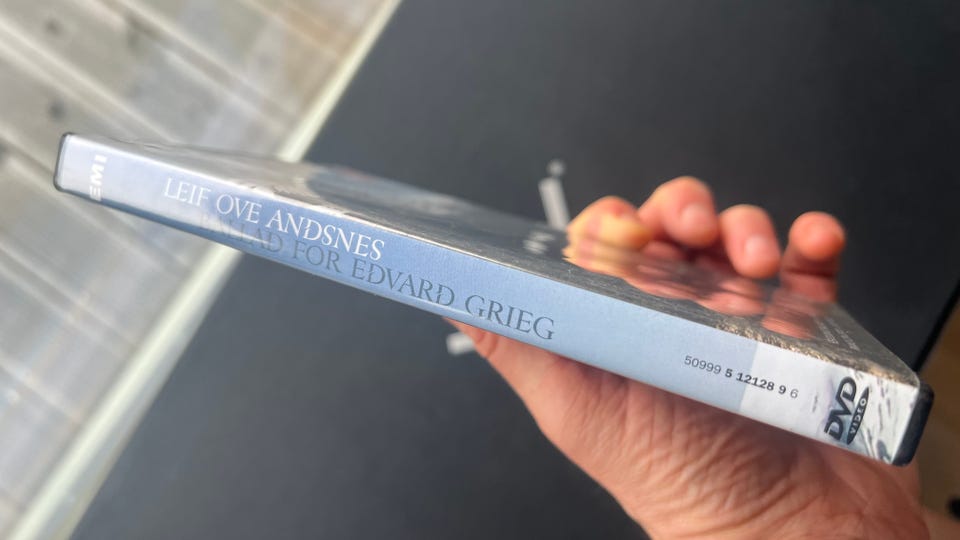 EMI
LEIF OVE ANDSNES
BALLAD FOR EDVARD GRIEG
50999 5 12128 9 6
DVD
VIDEO